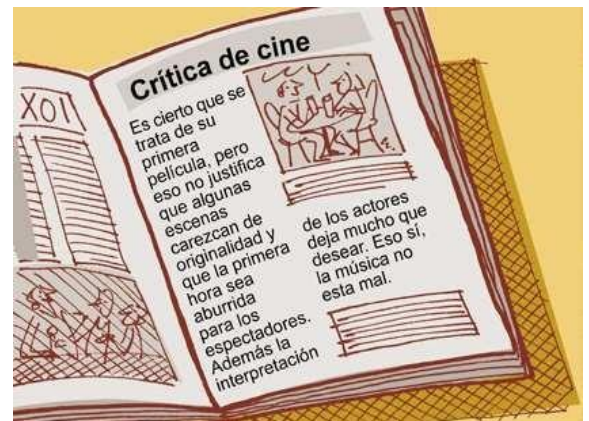 XOI
Crítica de cine
Es cierto que se
trata de su
primera
película, pero
eso no justifica
que algunas
escenas
carezcan de
originalidad y
que la primera
hora sea
aburrida
para los
espectadores.
Además la
interpretación
de los actores
deja mucho que
desear. Eso sí,
la música no
esta mal.